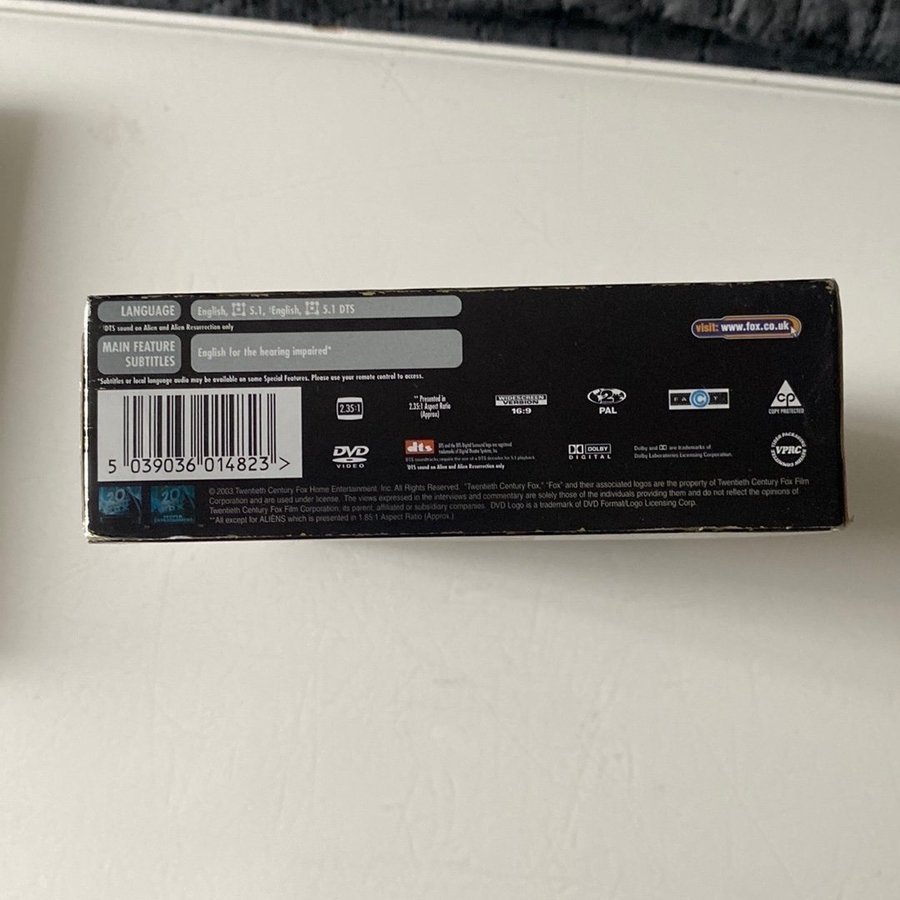 LANGUAGE
English, 5.1, †English, 5.1 DTS
†DTS sound on Alien and Alien Resurrection only
MAIN FEATURE
SUBTITLES
English for the hearing impaired*
*Subtitles or local language audio may be available on some Special Features. Please use your remote control to access.
visit: www.fox.co.uk
5 039036 014823 >
2.35:1
**Presented in
2.35:1 Aspect Ratio
(Approx)
WIDESCREEN
VERSION
16:9
2
PAL
FACT
CP
COPY PROTECTED
DVD
VIDEO
dts
†DTS sound on Alien and Alien Resurrection only
DOLBY
DIGITAL
Dolby and are trademarks of
Dolby Laboratories Licensing Corporation.
VPRC
20
20
© 2003 Twentieth Century Fox Home Entertainment, Inc. All Rights Reserved. "Twentieth Century Fox," "Fox" and their associated logos are the property of Twentieth Century Fox Film
Corporation and are used under license. The views expressed in the interviews and commentary are solely those of the individuals providing them and do not reflect the opinions of
Twentieth Century Fox Film Corporation, its parent, affiliated or subsidiary companies. DVD Logo is a trademark of DVD Format/Logo Licensing Corp.
**All except for ALIENS which is presented in 1.85:1 Aspect Ratio (Approx.)